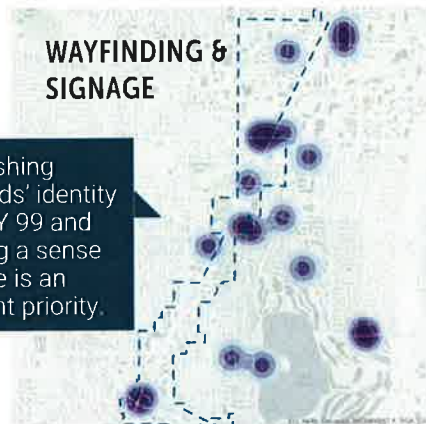 WAYFINDING &
SIGNAGE
shing
ds' identity
Y 99 and
g a sense
e is an
nt priority.